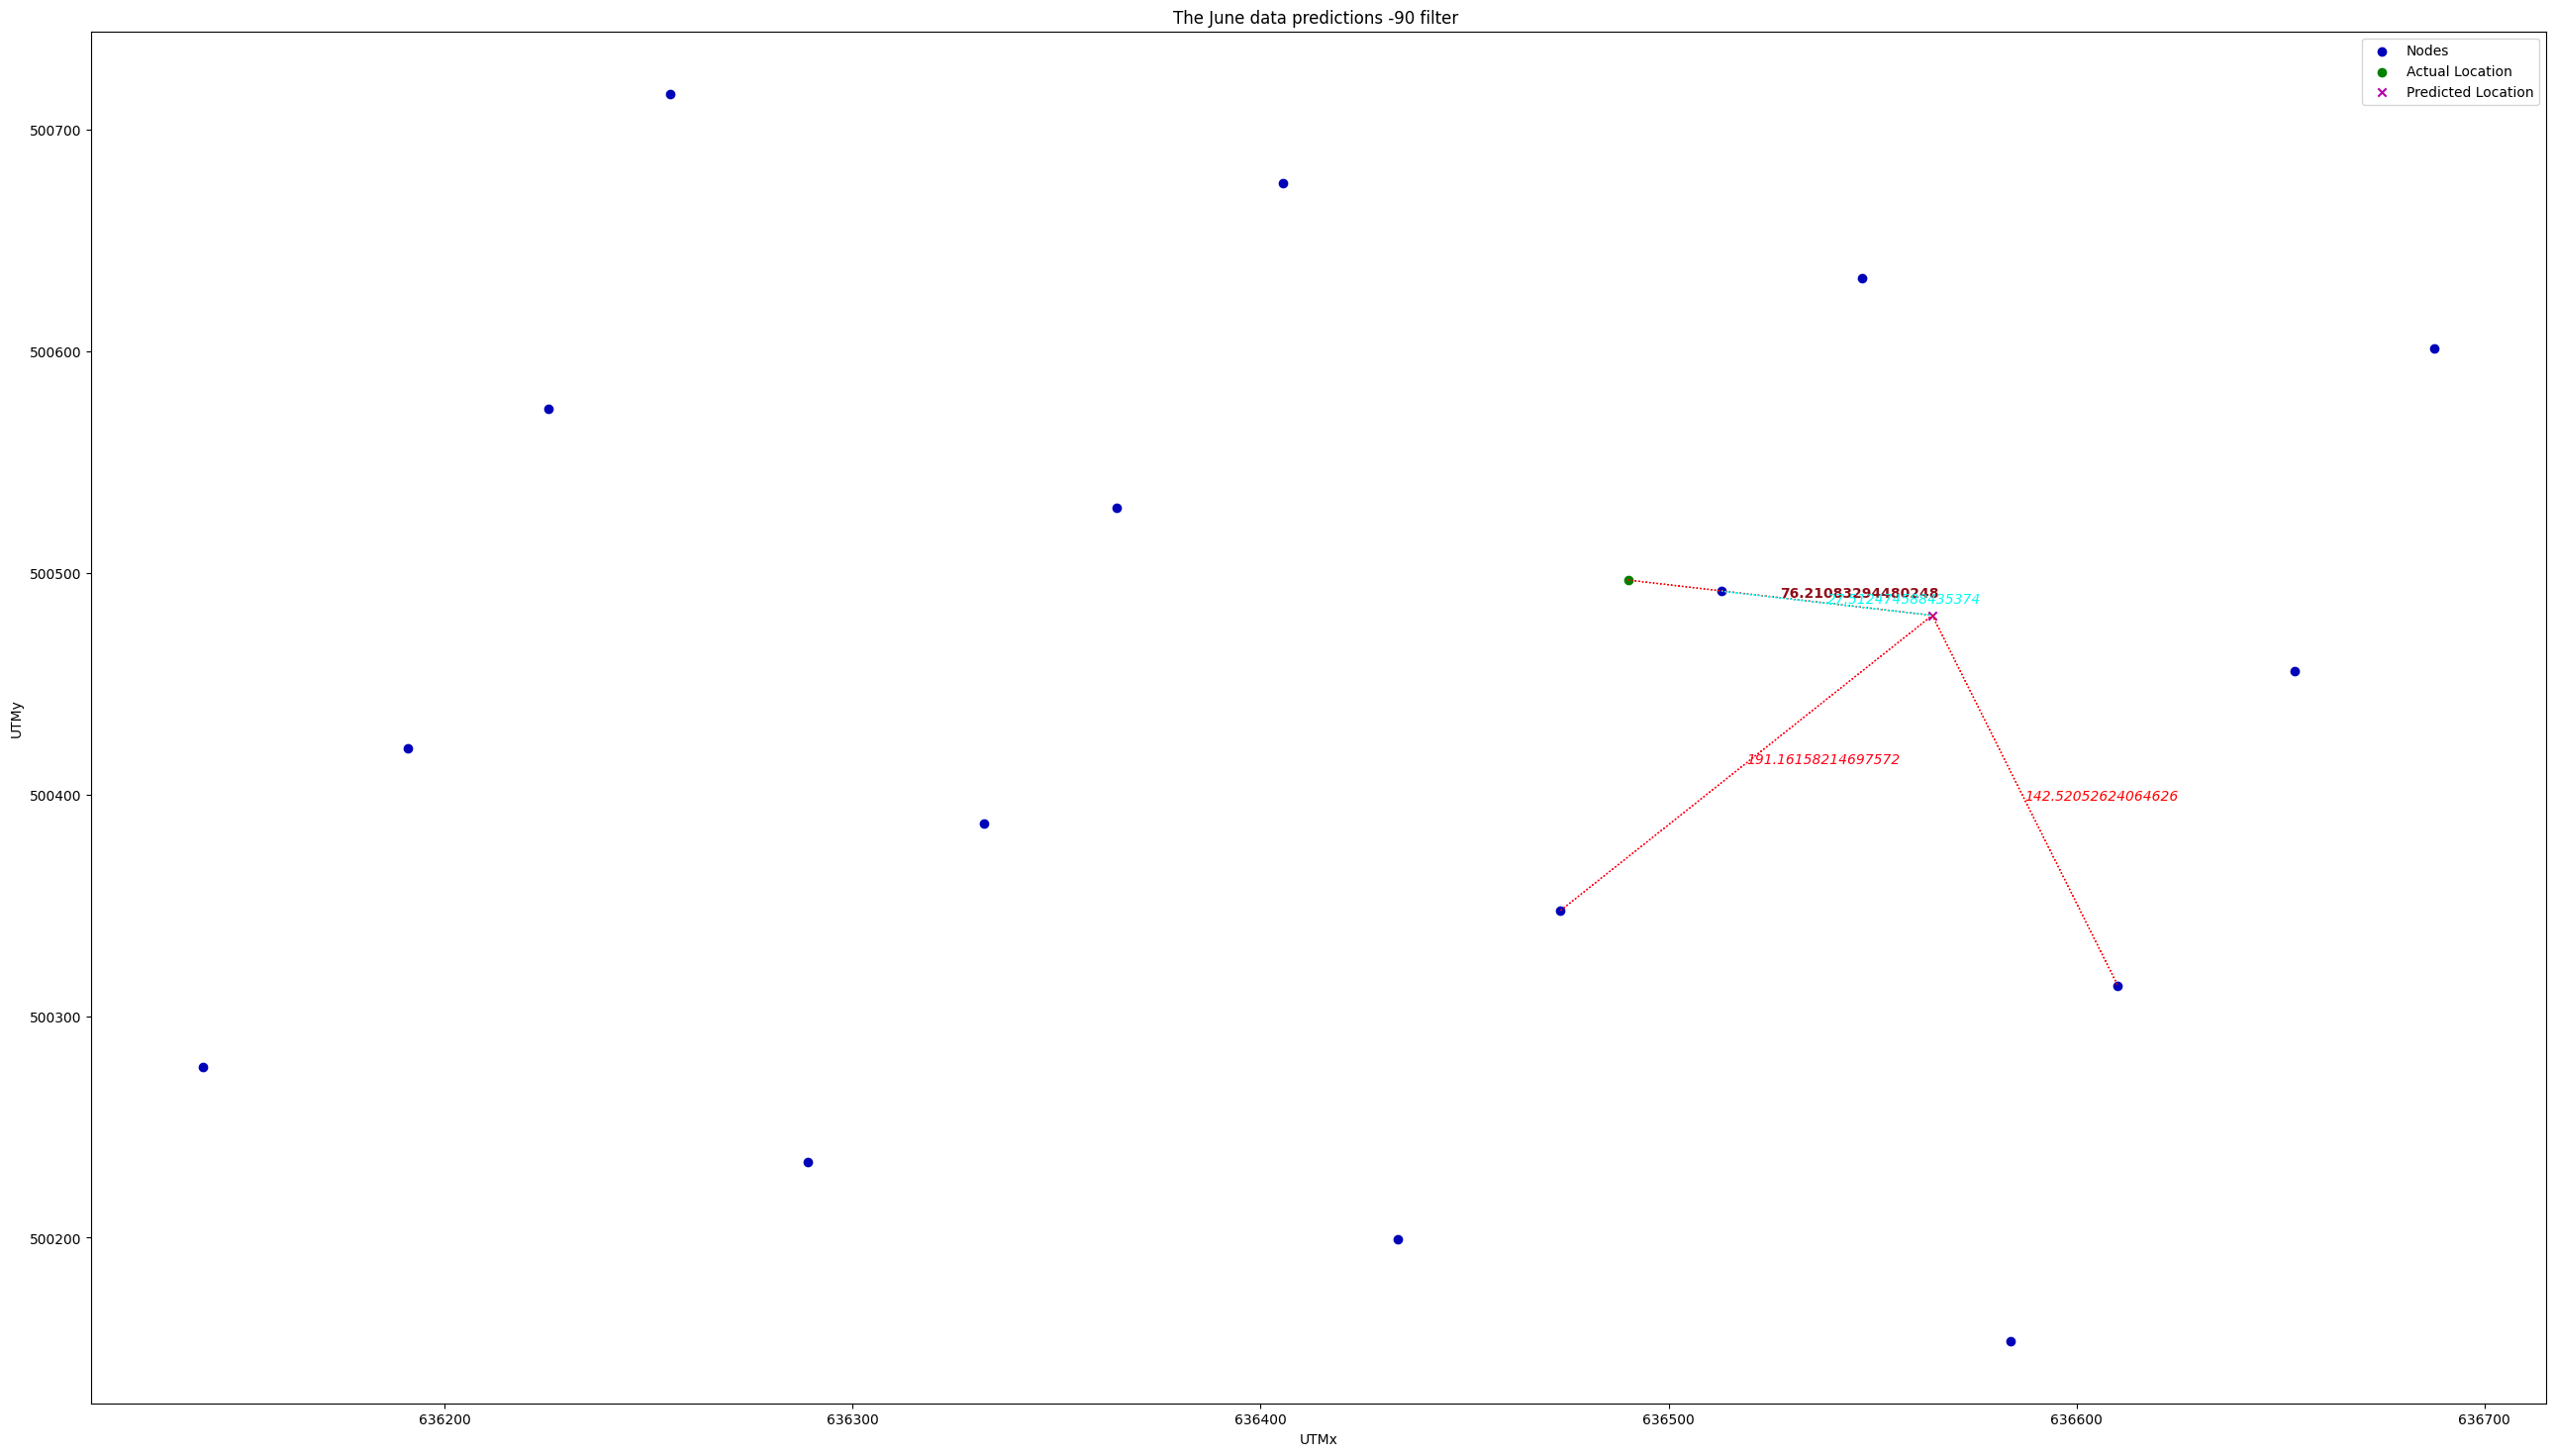 The June data predictions -90 filter
Nodes
Actual Location
Predicted Location
500700
500600
500500
500400
500300
500200
UTMy
76.21083294480248
191.16158214697572
142.52052624064626
636200
636300
636400
636500
636600
636700
UTMx